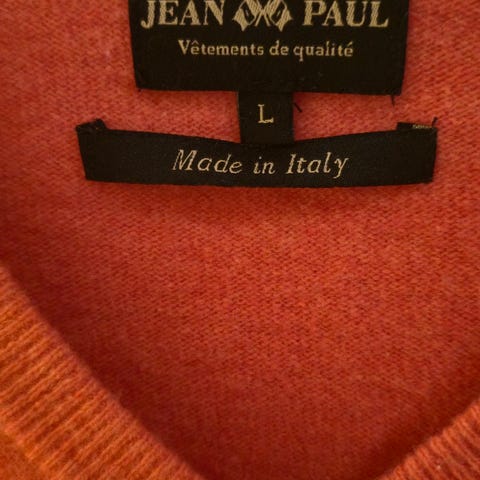 JEAN PAUL
Vêtements de qualité
L
Made in Italy